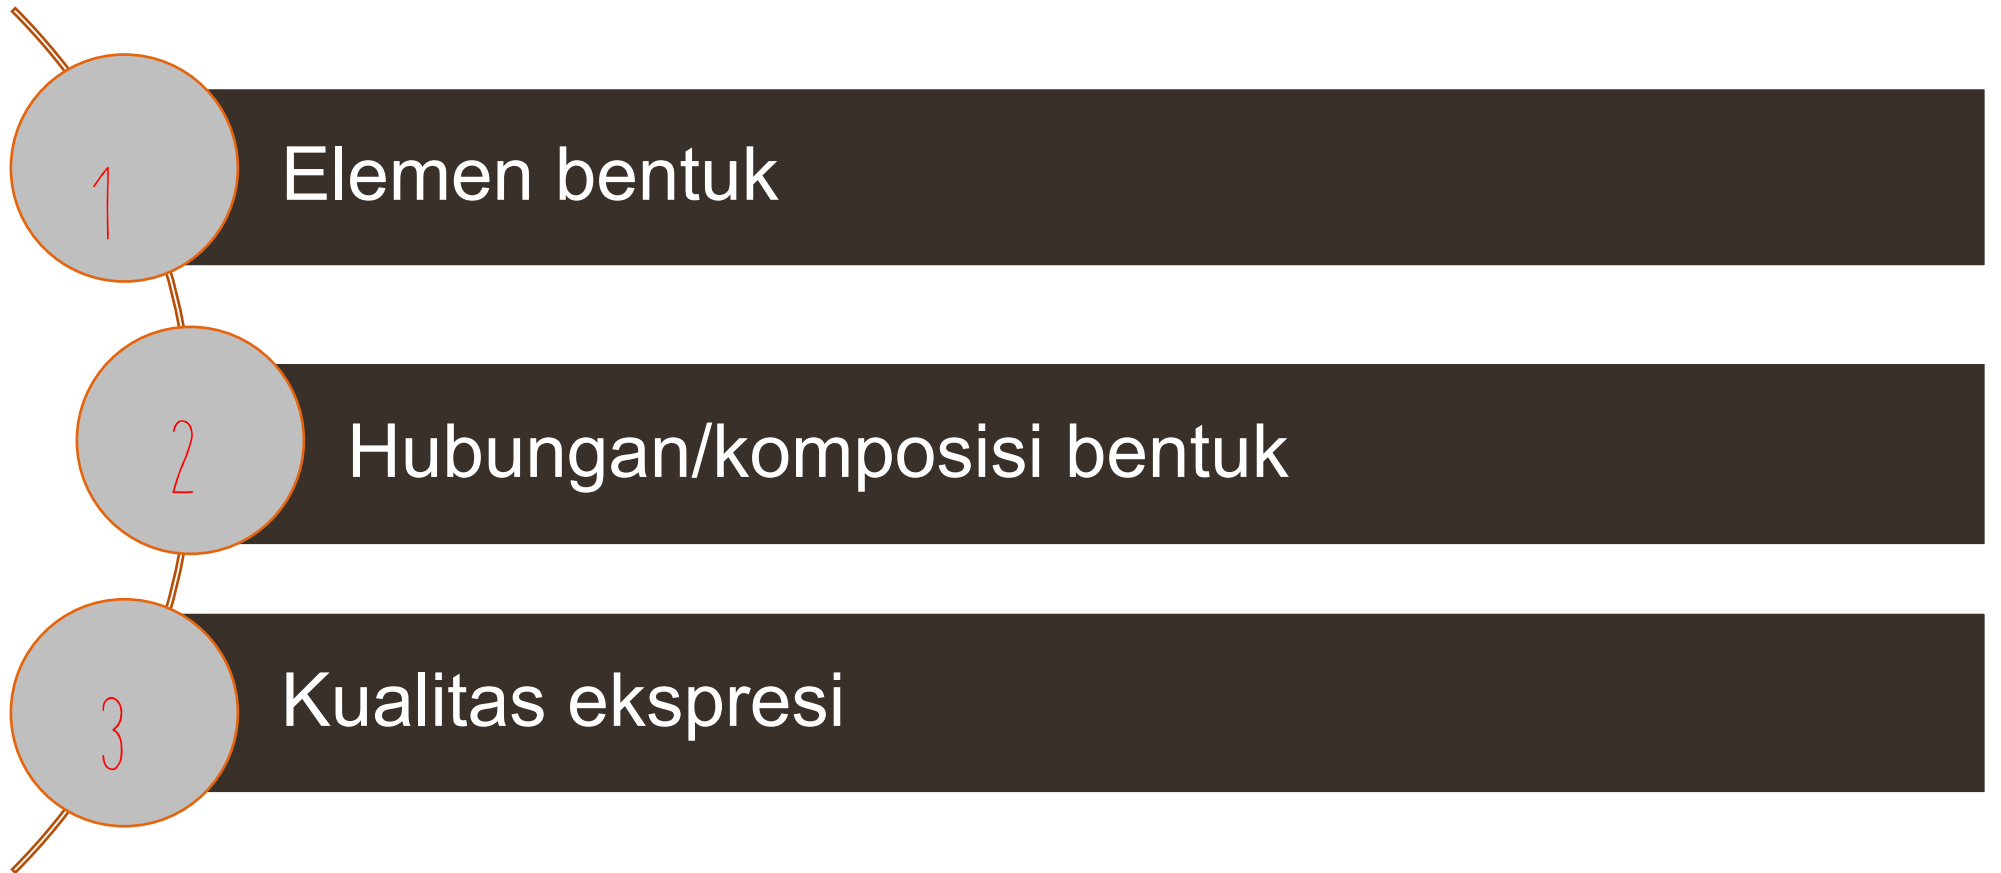 1
Elemen bentuk
2
Hubungan/komposisi bentuk
3
Kualitas ekspresi